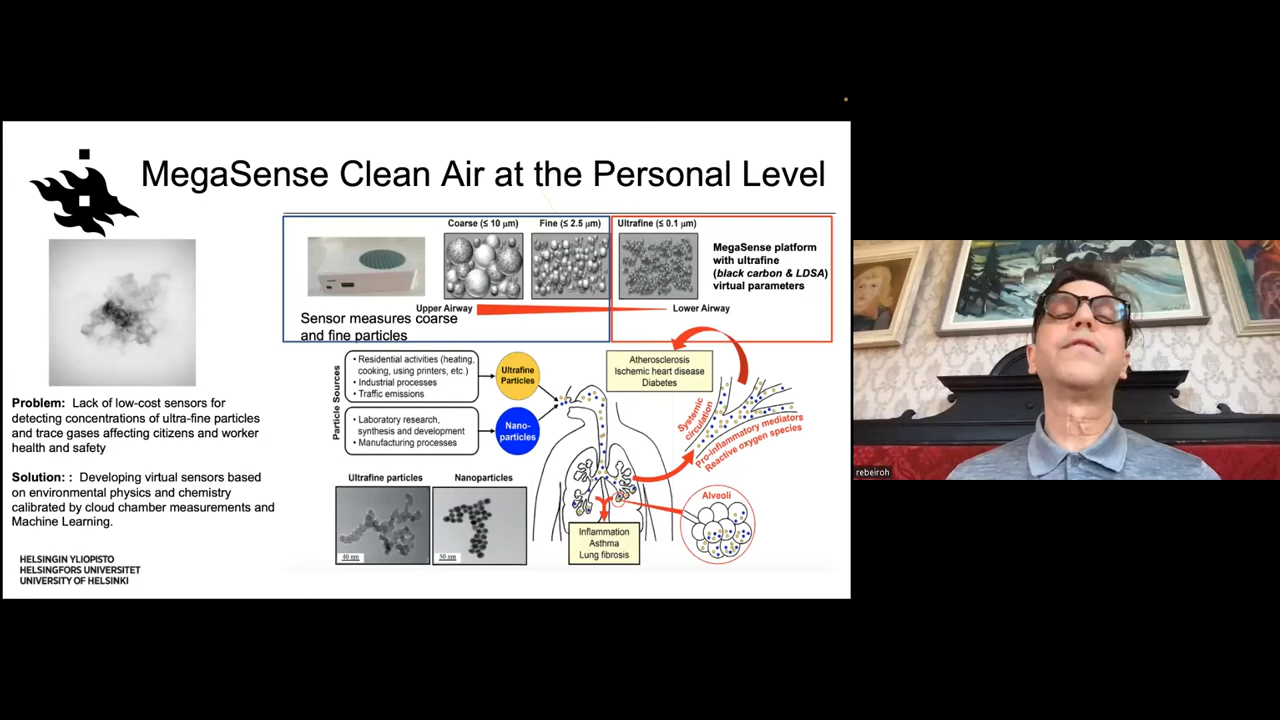 MegaSense Clean Air at the Personal Level
Coarse (≤ 10 μm)
Fine (≤ 2.5 μm)
Ultrafine (≤ 0.1 μm)
MegaSense platform
with ultrafine
(black carbon & LDSA)
virtual parameters
Upper Airway
Lower Airway
Sensor measures coarse
and fine particles
Particle Sources
• Residential activities (heating,
cooking, using printers, etc.)
• Industrial processes
• Traffic emissions
Ultrafine
Particles
• Laboratory research,
synthesis and development
• Manufacturing processes
Nano-
particles
Atherosclerosis
Ischemic heart disease
Diabetes
Systemic
circulation
Pro-inflammatory mediators
Reactive oxygen species
Ultrafine particles
Nanoparticles
40 nm
50 nm
Inflammation
Asthma
Lung fibrosis
Alveoli
Problem: Lack of low-cost sensors for
detecting concentrations of ultra-fine particles
and trace gases affecting citizens and worker
health and safety
Solution: : Developing virtual sensors based
on environmental physics and chemistry
calibrated by cloud chamber measurements and
Machine Learning.
HELSINGIN YLIOPISTO
HELSINGFORS UNIVERSITET
UNIVERSITY OF HELSINKI
rebeiroh